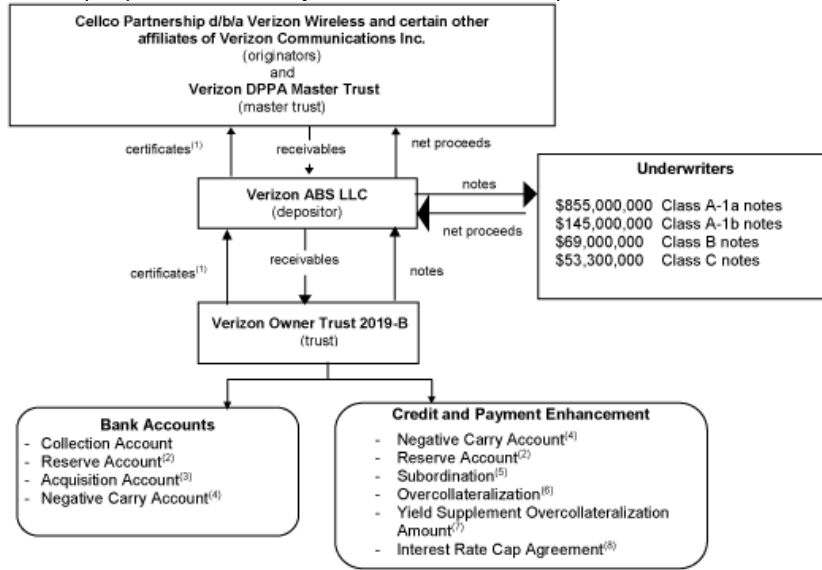 Cellco Partnership d/b/a Verizon Wireless and certain other
affiliates of Verizon Communications Inc.
(originators)
and
Verizon DPPA Master Trust
(master trust)
certificates(1)
receivables
net proceeds
Verizon ABS LLC
(depositor)
notes
net proceeds
Underwriters
$855,000,000 Class A-1a notes
$145,000,000 Class A-1b notes
$69,000,000 Class B notes
$53,300,000 Class C notes
certificates(1)
receivables
notes
Verizon Owner Trust 2019-B
(trust)
Bank Accounts
- Collection Account
- Reserve Account(2)
- Acquisition Account(3)
- Negative Carry Account(4)
Credit and Payment Enhancement
- Negative Carry Account(4)
- Reserve Account(2)
- Subordination(5)
- Overcollateralization(6)
- Yield Supplement Overcollateralization
Amount(7)
- Interest Rate Cap Agreement(8)